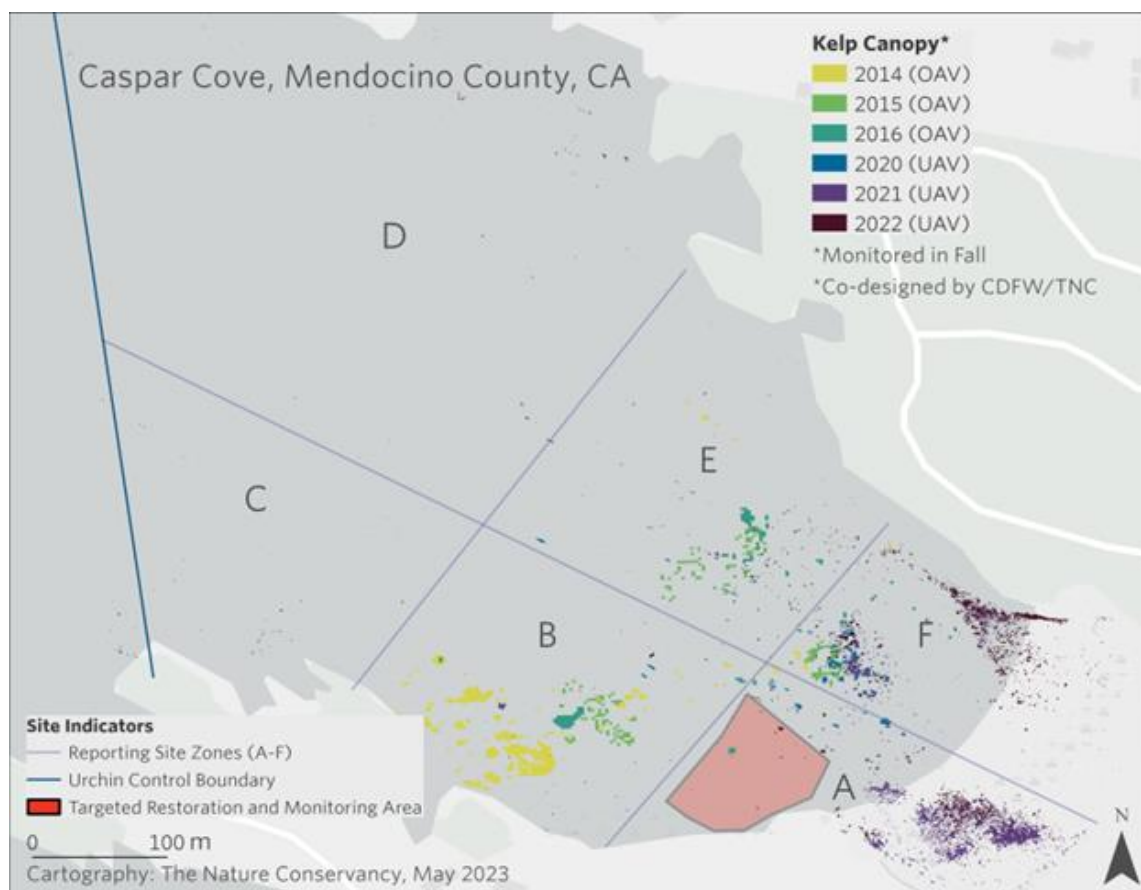 Caspar Cove, Mendocino County, CA
Kelp Canopy*
2014 (OAV)
2015 (OAV)
2016 (OAV)
2020 (UAV)
2021 (UAV)
2022 (UAV)
*Monitored in Fall
*Co-designed by CDFW/TNC
D
E
C
B
F
A
Site Indicators
Reporting Site Zones (A-F)
Urchin Control Boundary
Targeted Restoration and Monitoring Area
0 100 m
Cartography: The Nature Conservancy, May 2023
N